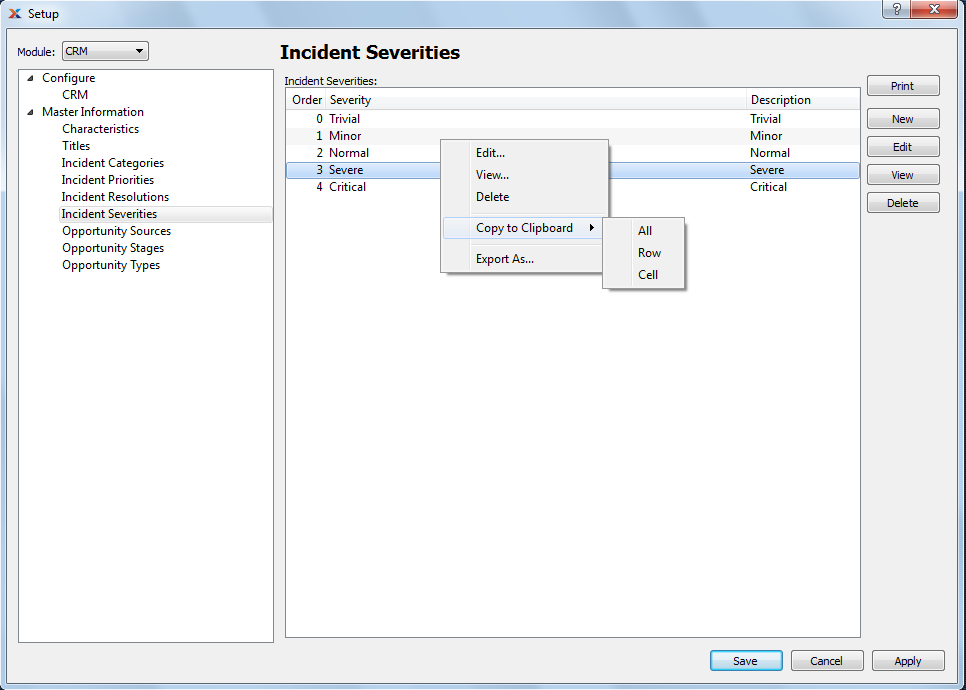 Setup
?
Module: CRM
Configure
CRM
Master Information
Characteristics
Titles
Incident Categories
Incident Priorities
Incident Resolutions
Incident Severities
Opportunity Sources
Opportunity Stages
Opportunity Types
Incident Severities
Incident Severities:
Order Severity Description
0 Trivial Trivial
1 Minor Minor
2 Normal Normal
3 Severe Severe
4 Critical Critical
Edit...
View...
Delete
Copy to Clipboard
Export As...
All
Row
Cell
Print
New
Edit
View
Delete
Save Cancel Apply